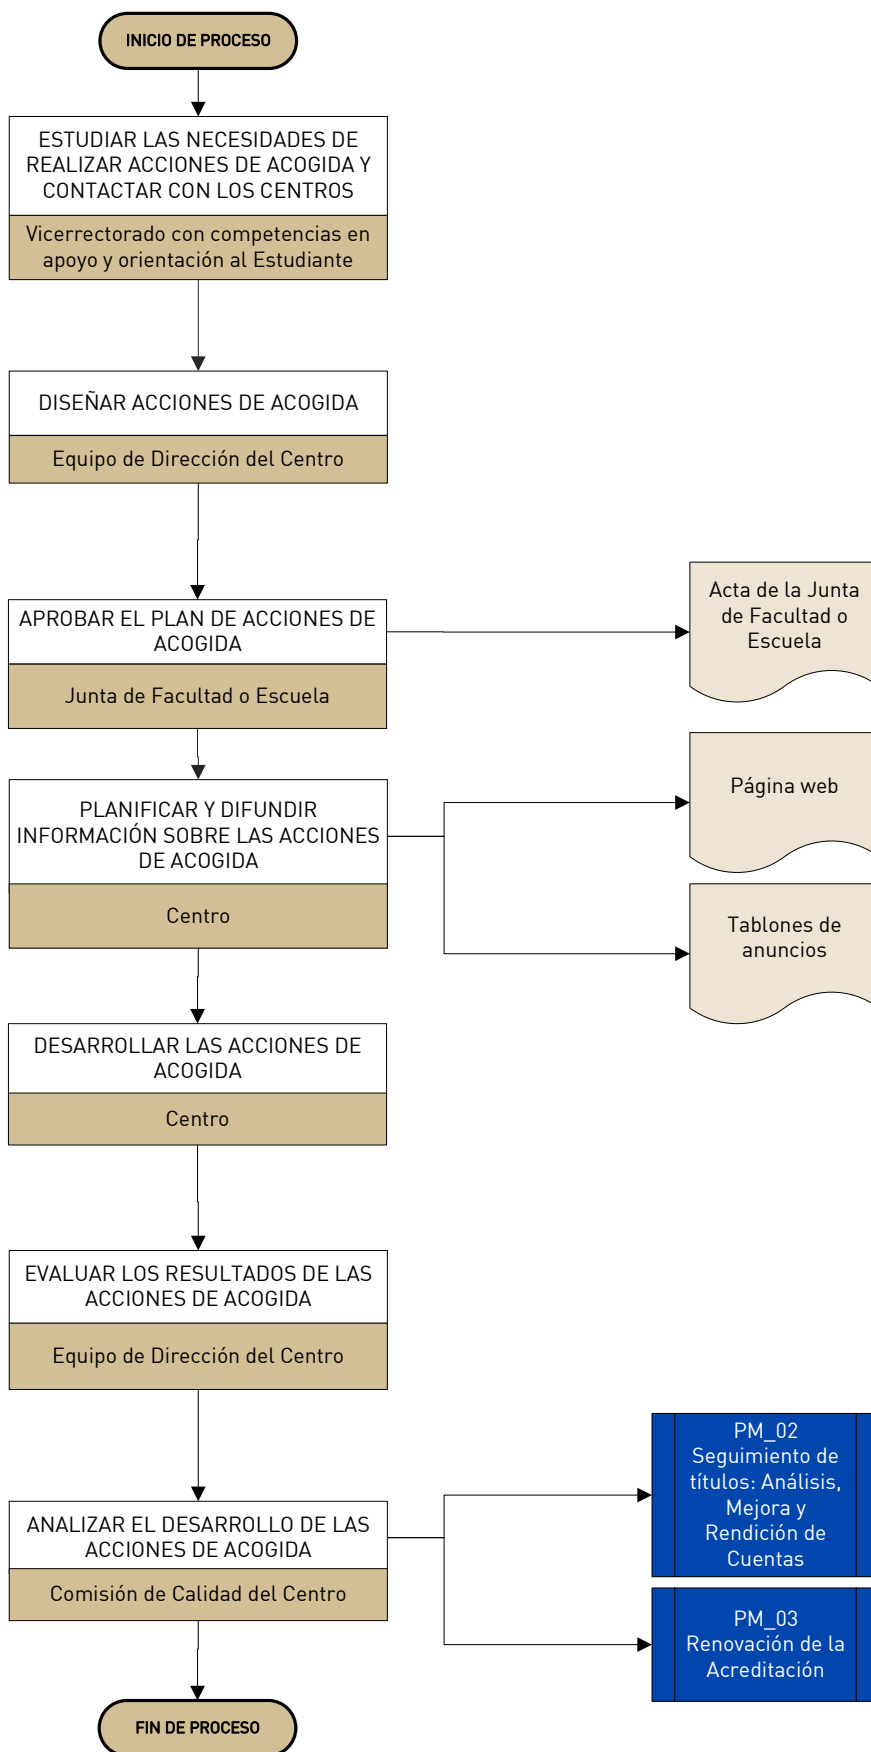 INICIO DE PROCESO
ESTUDIAR LAS NECESIDADES DE
REALIZAR ACCIONES DE ACOGIDA Y
CONTACTAR CON LOS CENTROS
Vicerrectorado con competencias en
apoyo y orientación al Estudiante
DISEÑAR ACCIONES DE ACOGIDA
Equipo de Dirección del Centro
APROBAR EL PLAN DE ACCIONES DE
ACOGIDA
Junta de Facultad o Escuela
Acta de la Junta
de Facultad o
Escuela
PLANIFICAR Y DIFUNDIR
INFORMACIÓN SOBRE LAS ACCIONES
DE ACOGIDA
Centro
Página web
Tablones de
anuncios
DESARROLLAR LAS ACCIONES DE
ACOGIDA
Centro
EVALUAR LOS RESULTADOS DE LAS
ACCIONES DE ACOGIDA
Equipo de Dirección del Centro
ANALIZAR EL DESARROLLO DE LAS
ACCIONES DE ACOGIDA
Comisión de Calidad del Centro
PM_02
Seguimiento de
títulos: Análisis,
Mejora y
Rendición de
Cuentas
PM_03
Renovación de la
Acreditación
FIN DE PROCESO